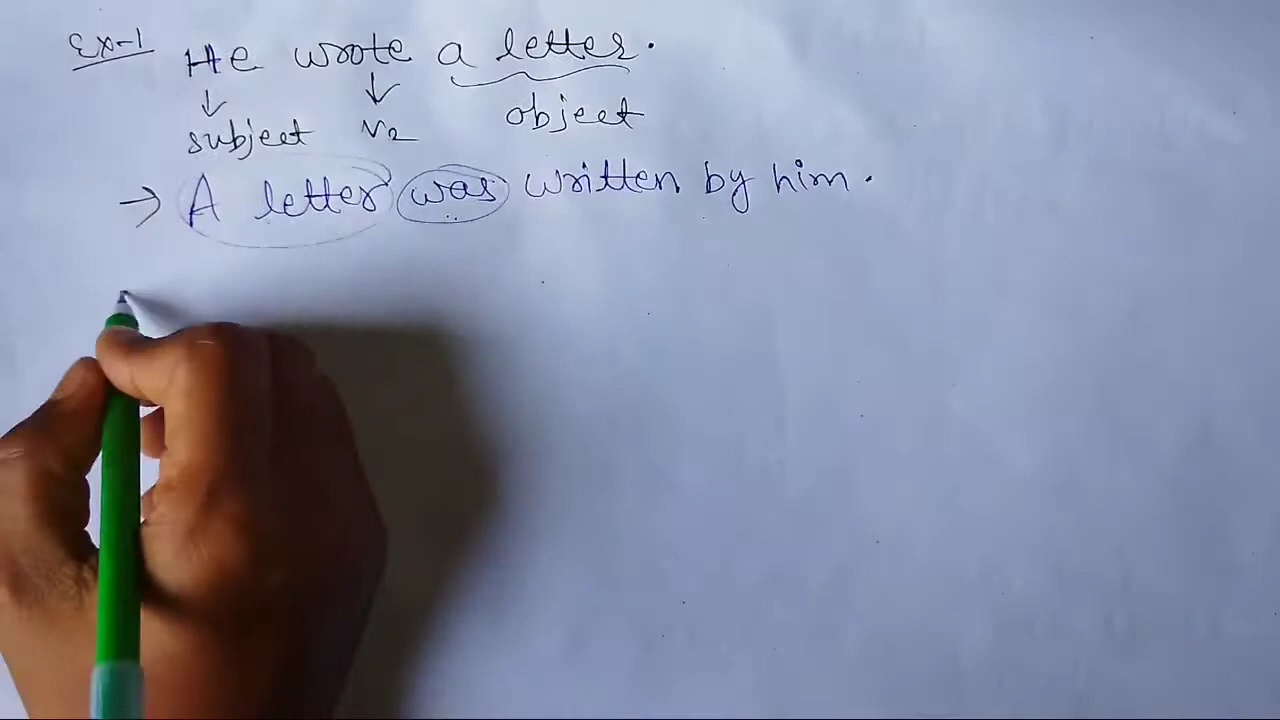 Ex-1 He wrote a letter.
subject V2 object
→ A letter was written by him.